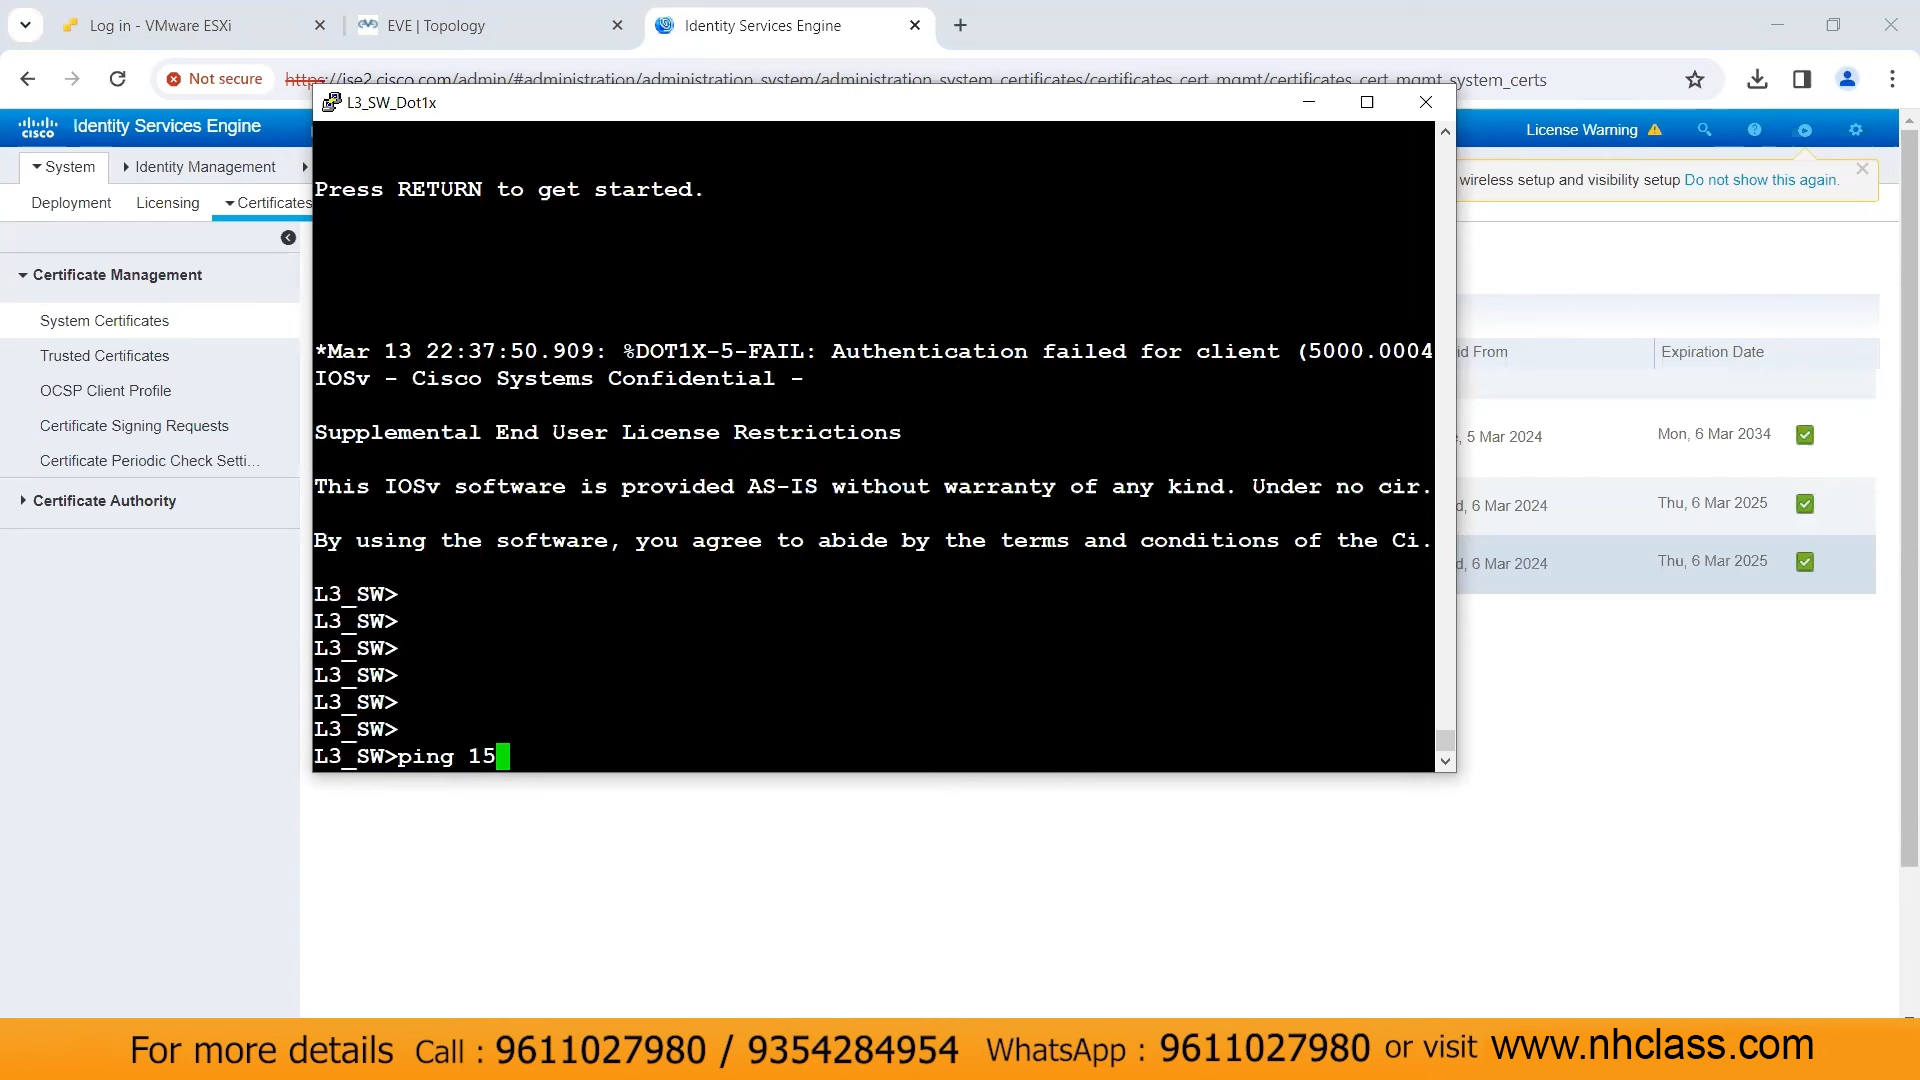 Log in - VMware ESXi
EVE | Topology
Identity Services Engine
Not secure
https://ise2.cisco.com/admin/#administration/administration_system/administration_system_certificates/certificates_cert_mgmt/certificates_cert_mgmt_system_certs
L3_SW_Dot1x
cisco
Identity Services Engine
License Warning
System
Identity Management
wireless setup and visibility setup Do not show this again.
Deployment
Licensing
Certificates
Certificate Management
System Certificates
Trusted Certificates
OCSP Client Profile
Certificate Signing Requests
Certificate Periodic Check Setti...
Certificate Authority
Press RETURN to get started.
*Mar 13 22:37:50.909: %DOT1X-5-FAIL: Authentication failed for client (5000.0004
IOSv - Cisco Systems Confidential -
Supplemental End User License Restrictions
This IOSv software is provided AS-IS without warranty of any kind. Under no cir.
By using the software, you agree to abide by the terms and conditions of the Ci.
L3_SW>
L3_SW>
L3_SW>
L3_SW>
L3_SW>
L3_SW>
L3_SW>ping 15
id From
Expiration Date
, 5 Mar 2024
Mon, 6 Mar 2034
d, 6 Mar 2024
Thu, 6 Mar 2025
d, 6 Mar 2024
Thu, 6 Mar 2025
For more details Call : 9611027980 / 9354284954 WhatsApp : 9611027980 or visit www.nhclass.com